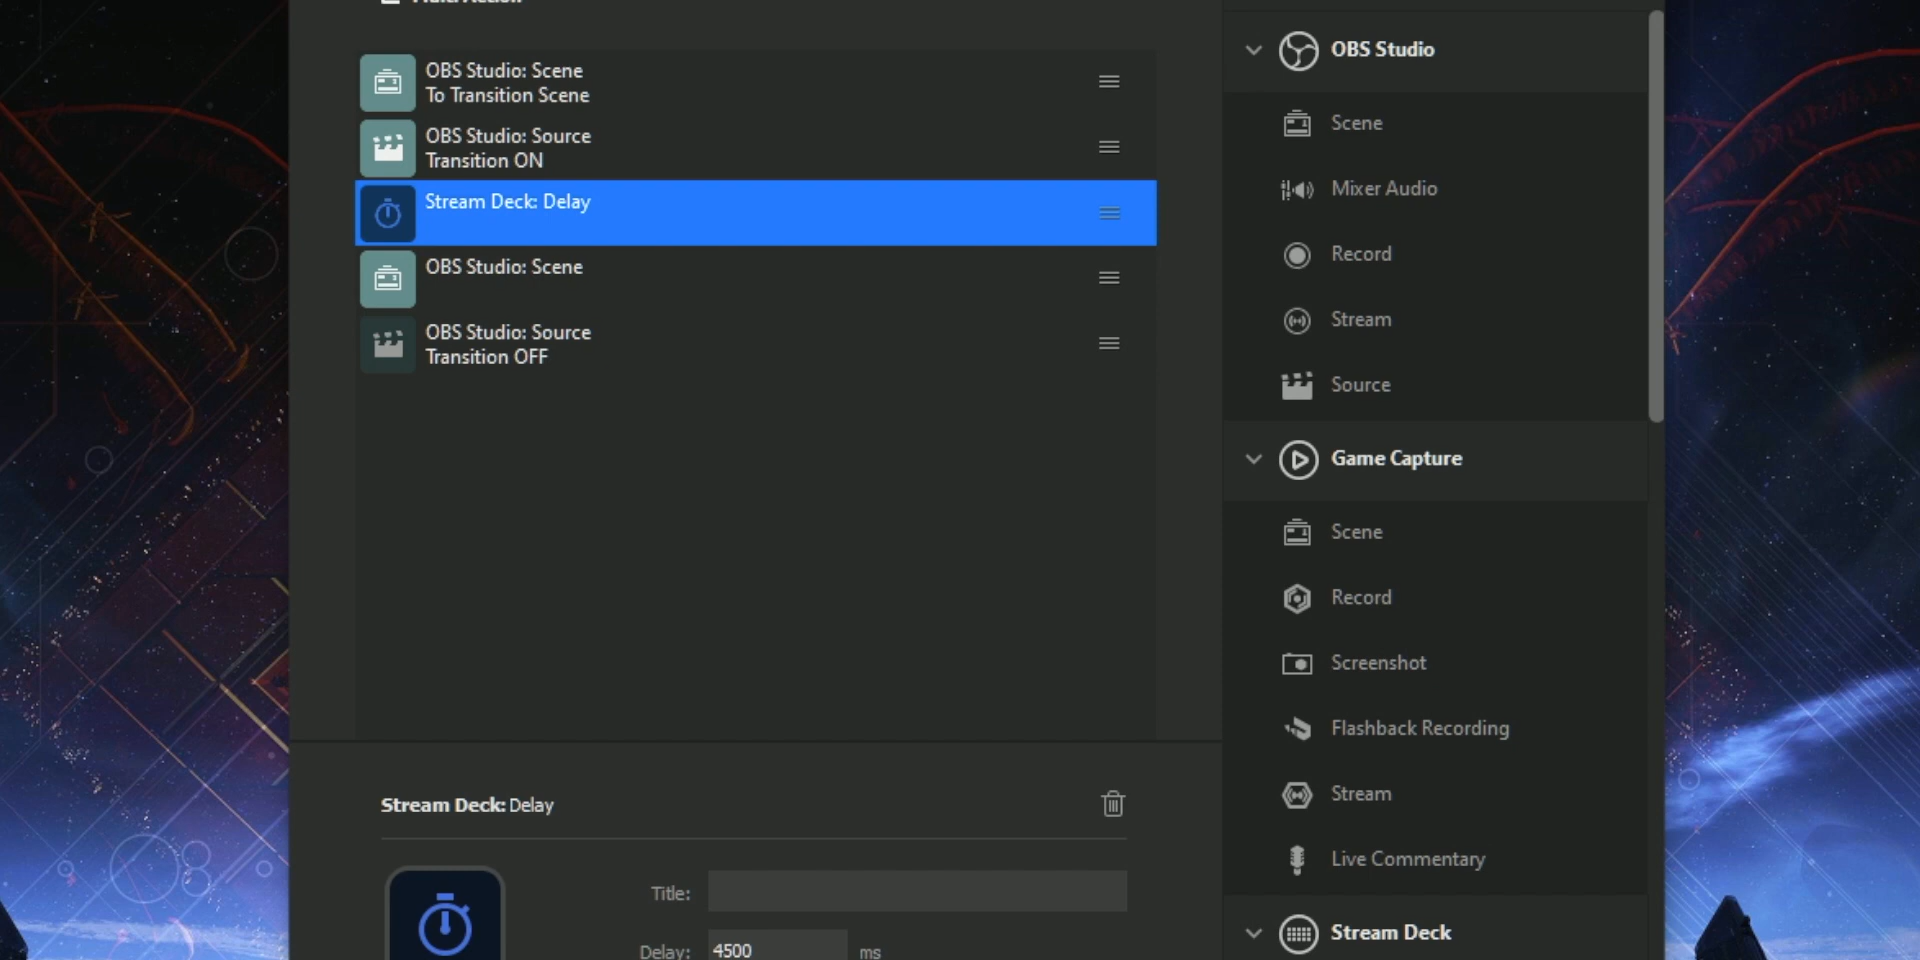 Multi Action
OBS Studio: Scene
To Transition Scene
OBS Studio: Source
Transition ON
Stream Deck: Delay
OBS Studio: Scene
OBS Studio: Source
Transition OFF
Stream Deck: Delay
Title:
Delay: 4500 ms
OBS Studio
Scene
Mixer Audio
Record
Stream
Source
Game Capture
Scene
Record
Screenshot
Flashback Recording
Stream
Live Commentary
Stream Deck